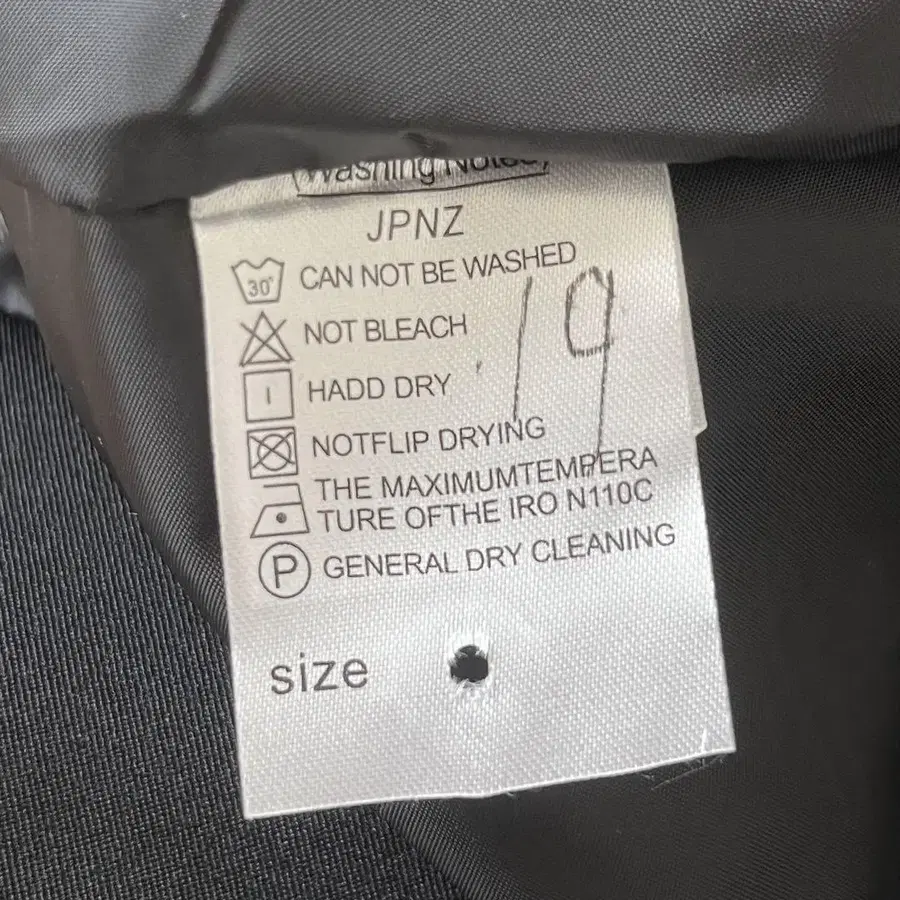 (Washing Notes)
JPNZ
30° CAN NOT BE WASHED
NOT BLEACH
19
HADD DRY
NOTFLIP DRYING
THE MAXIMUMTEMPERA
TURE OFTHE IRO N110C
P GENERAL DRY CLEANING
size